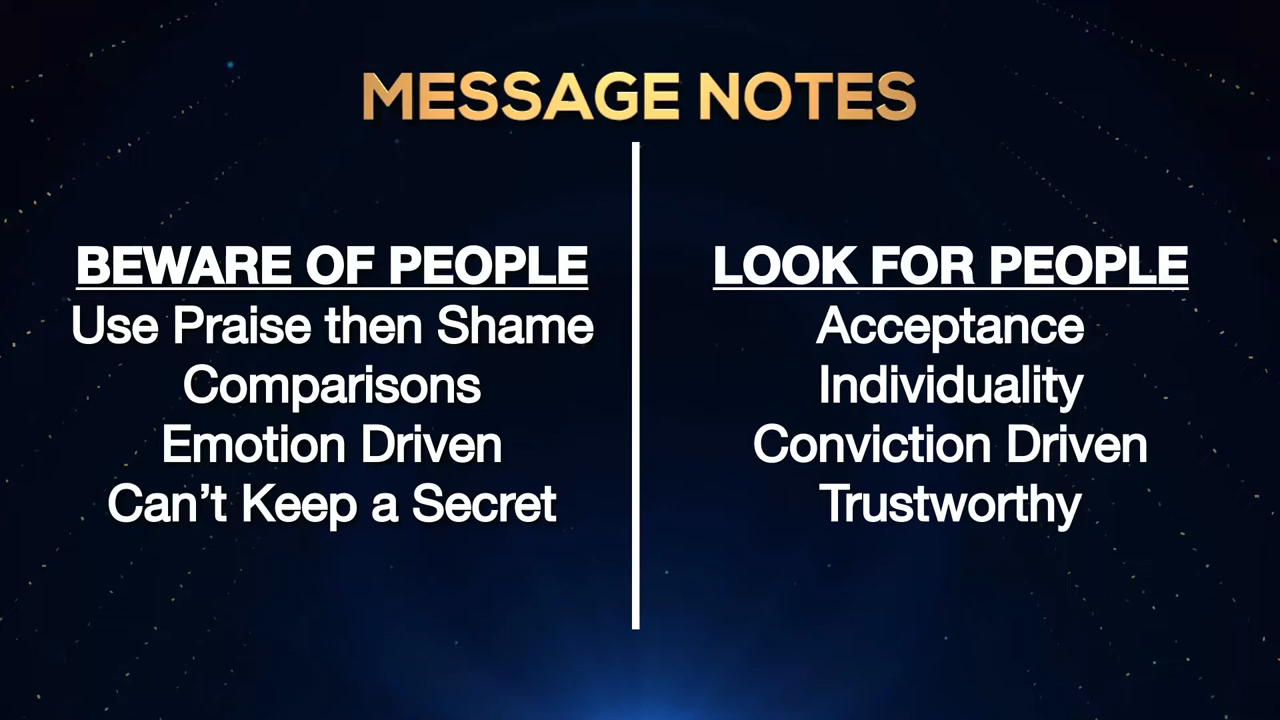 MESSAGE NOTES
BEWARE OF PEOPLE
Use Praise then Shame
Comparisons
Emotion Driven
Can’t Keep a Secret
LOOK FOR PEOPLE
Acceptance
Individuality
Conviction Driven
Trustworthy